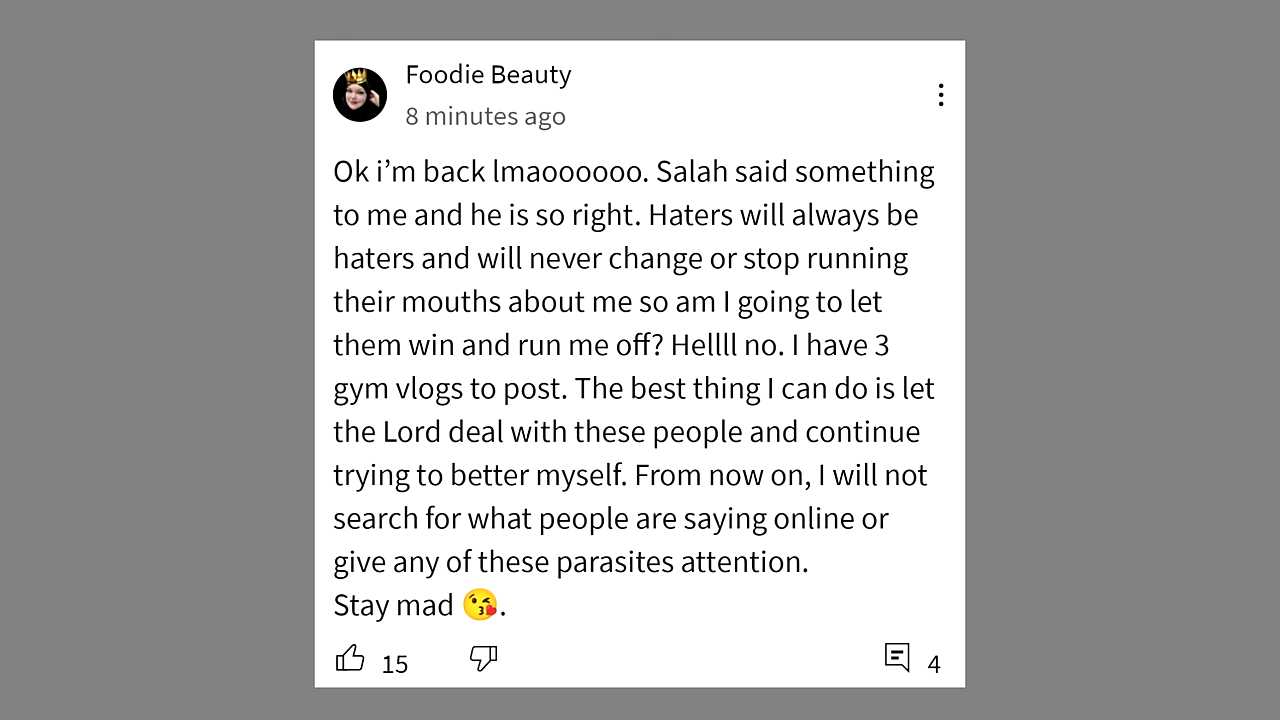 Foodie Beauty
8 minutes ago
Ok i’m back lmaoooooo. Salah said something
to me and he is so right. Haters will always be
haters and will never change or stop running
their mouths about me so am I going to let
them win and run me off? Hellll no. I have 3
gym vlogs to post. The best thing I can do is let
the Lord deal with these people and continue
trying to better myself. From now on, I will not
search for what people are saying online or
give any of these parasites attention.
Stay mad 😘.
15
4